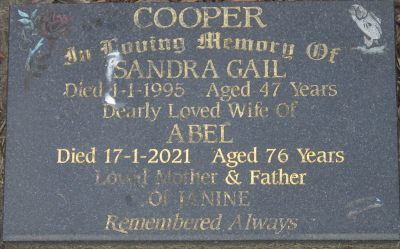 COOPER
In Loving Memory Of
SANDRA GAIL
Died 1-1-1995 Aged 47 Years
Dearly Loved Wife Of
ABEL
Died 17-1-2021 Aged 76 Years
Loved Mother & Father
Of JANINE
Remembered Always